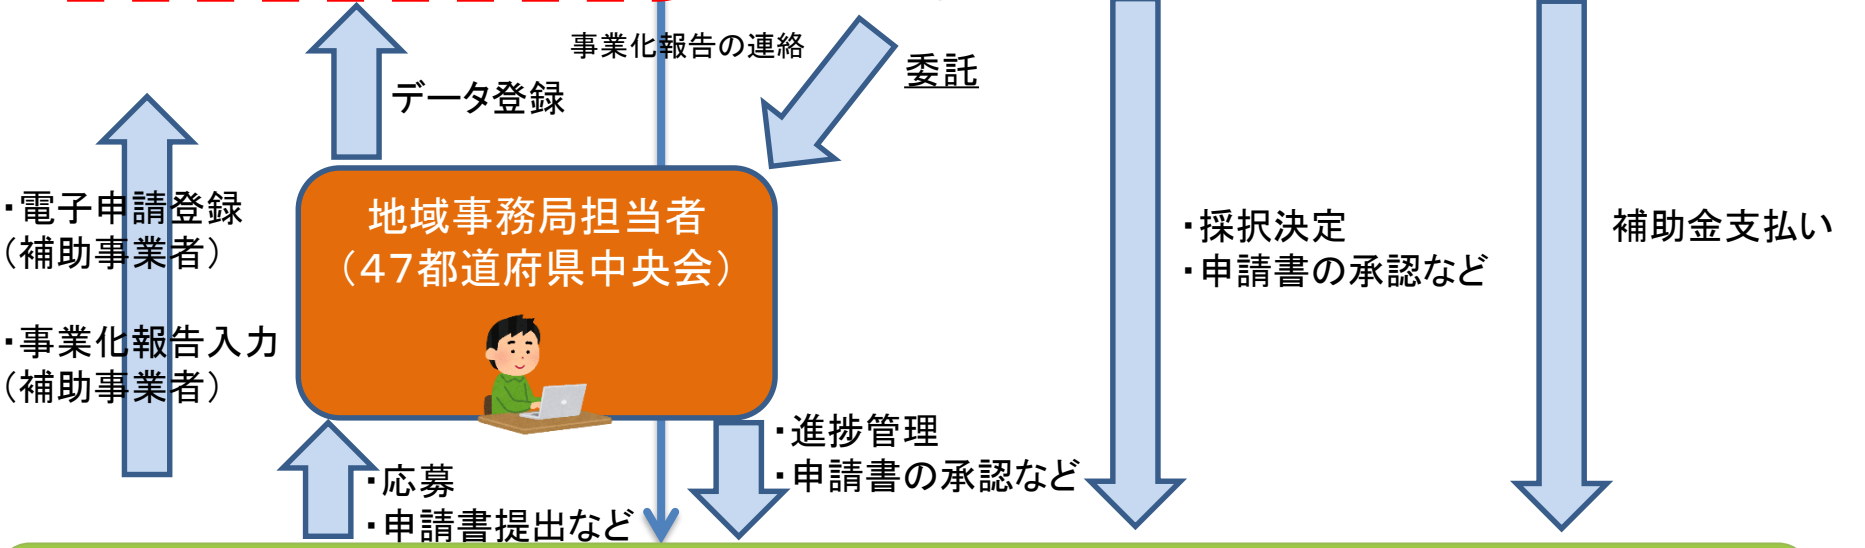 事業化報告の連絡
委託
データ登録
・電子申請登録
(補助事業者)
・事業化報告入力
(補助事業者)
地域事務局担当者
(47都道府県中央会)
・採択決定
・申請書の承認など
補助金支払い
・進捗管理
・申請書の承認など
・応募
・申請書提出など